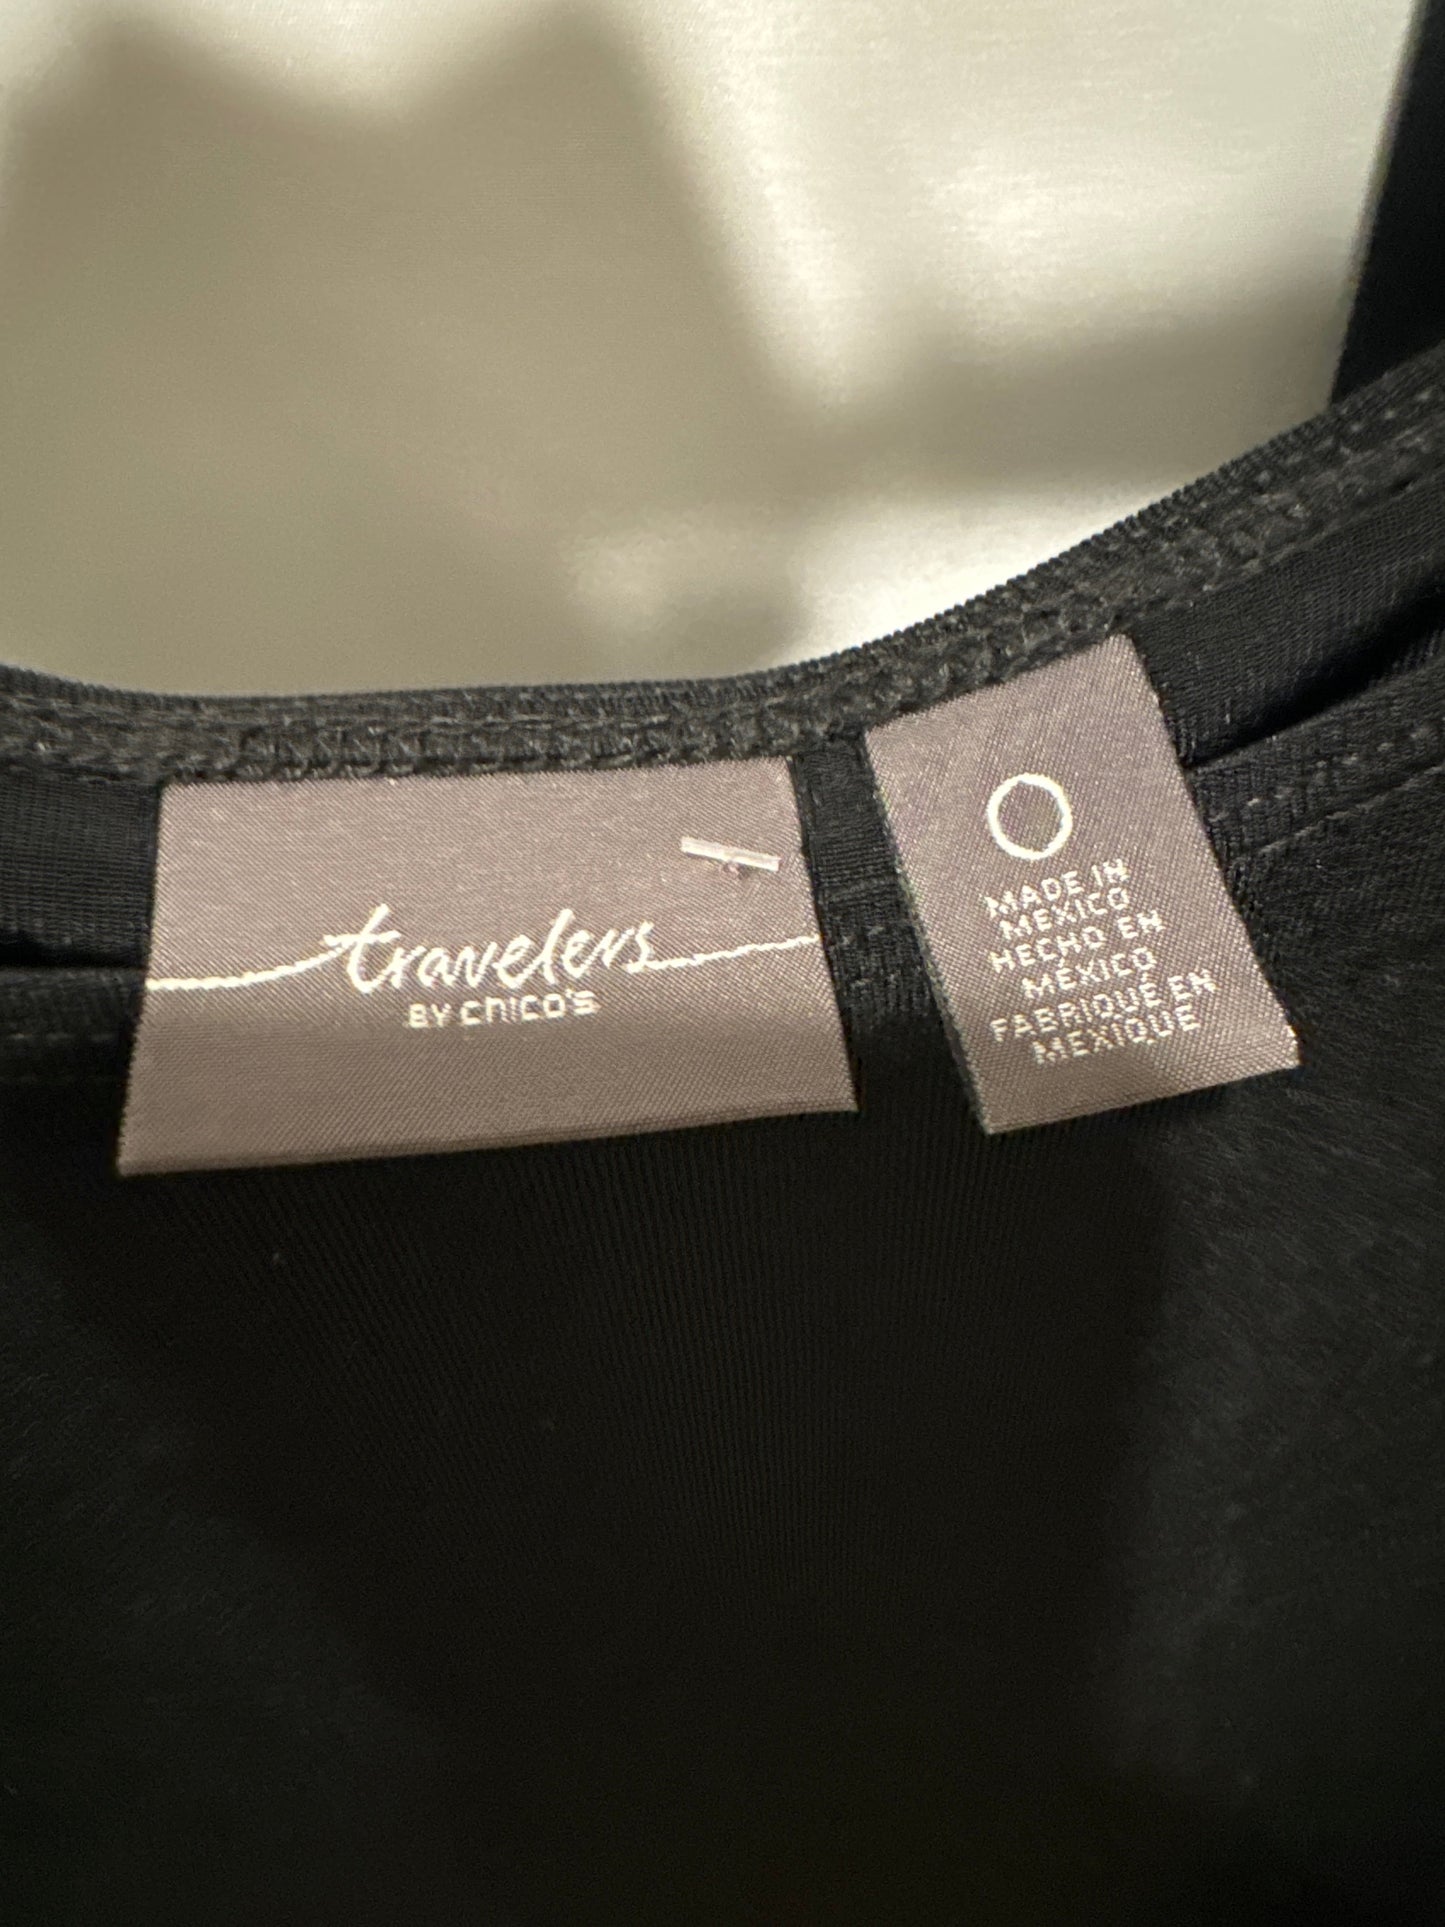 travelers
BY chico's
0
MADE IN
MEXICO
HECHO EN
MÉXICO
FABRIQUÉ EN
MEXIQUE